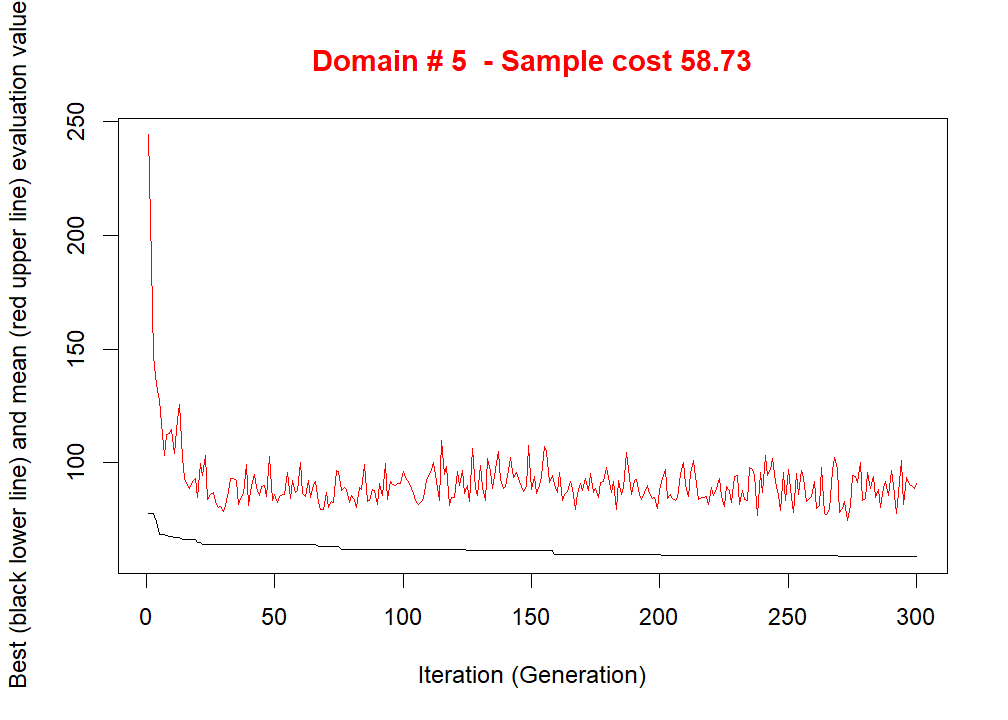 Domain # 5  - Sample cost 58.73
Best (black lower line) and mean (red upper line) evaluation value
250
200
150
100
0 50 100 150 200 250 300
Iteration (Generation)